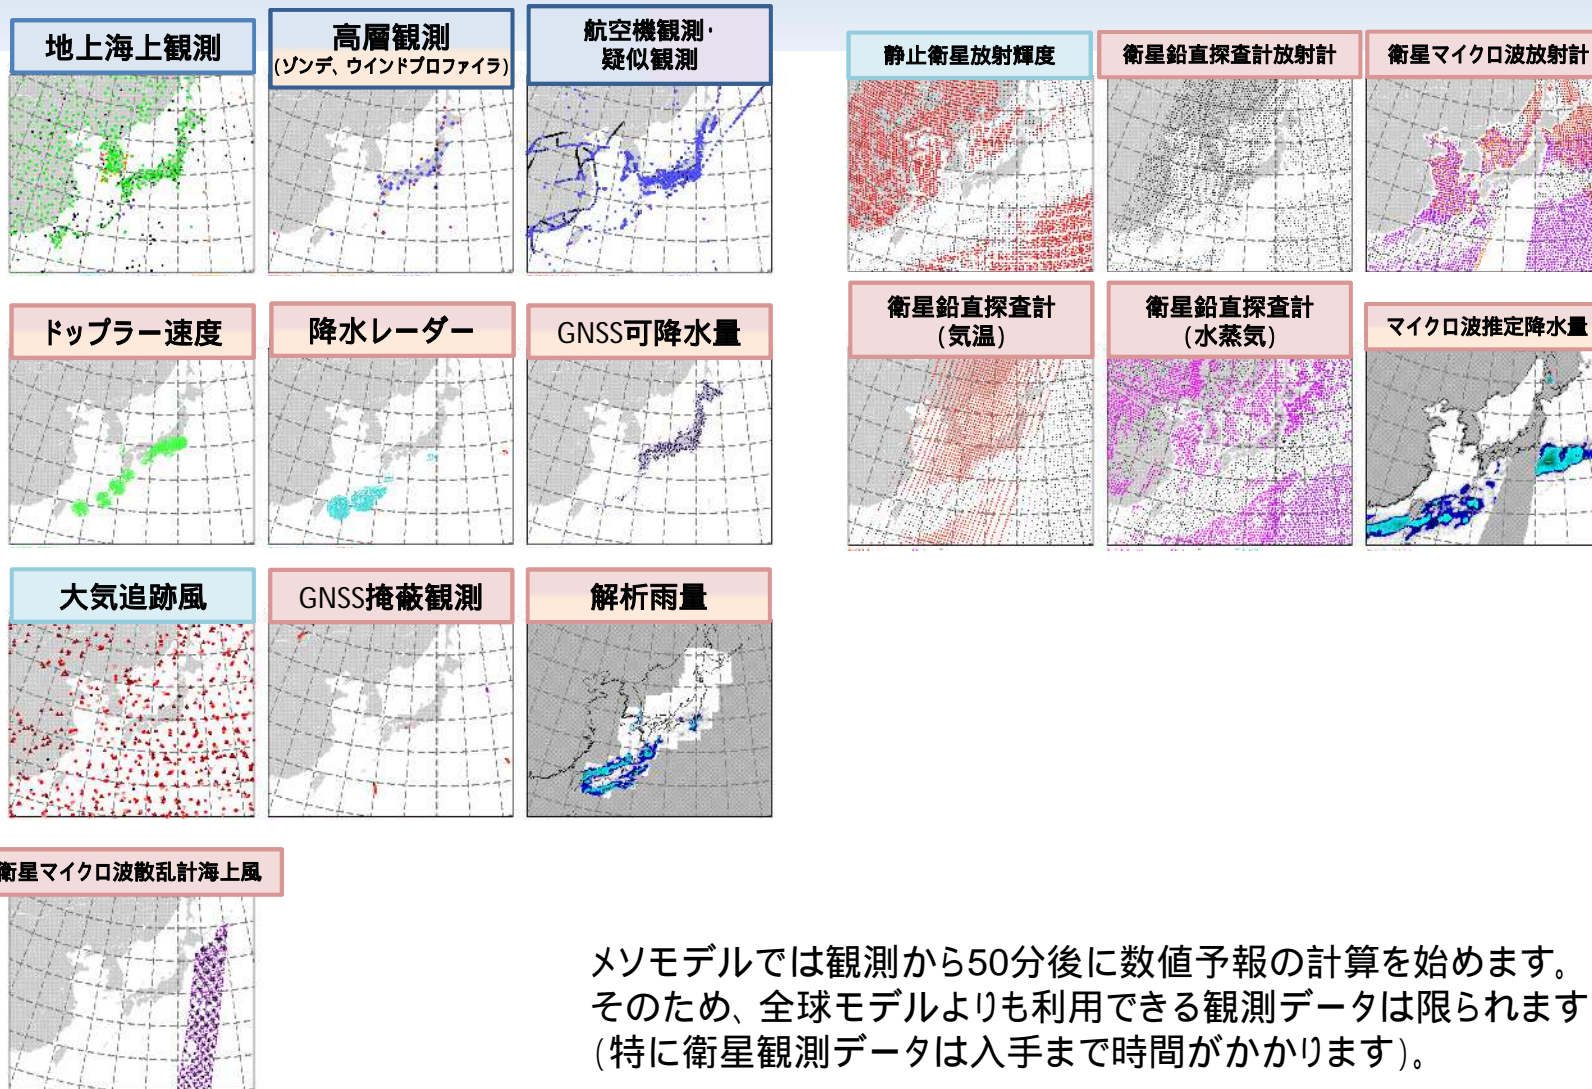 地上海上観測
高層観測
(ゾンデ、ウインドプロファイラ)
航空機観測・
疑似観測
静止衛星放射輝度
衛星鉛直探査計放射計
衛星マイクロ波放射計
ドップラー速度
降水レーダー
GNSS可降水量
衛星鉛直探査計
(気温)
衛星鉛直探査計
(水蒸気)
マイクロ波推定降水量
大気追跡風
GNSS掩蔽観測
解析雨量
衛星マイクロ波散乱計海上風
メソモデルでは観測から50分後に数値予報の計算を始めます。
そのため、全球モデルよりも利用できる観測データは限られます
(特に衛星観測データは入手まで時間がかかります)。